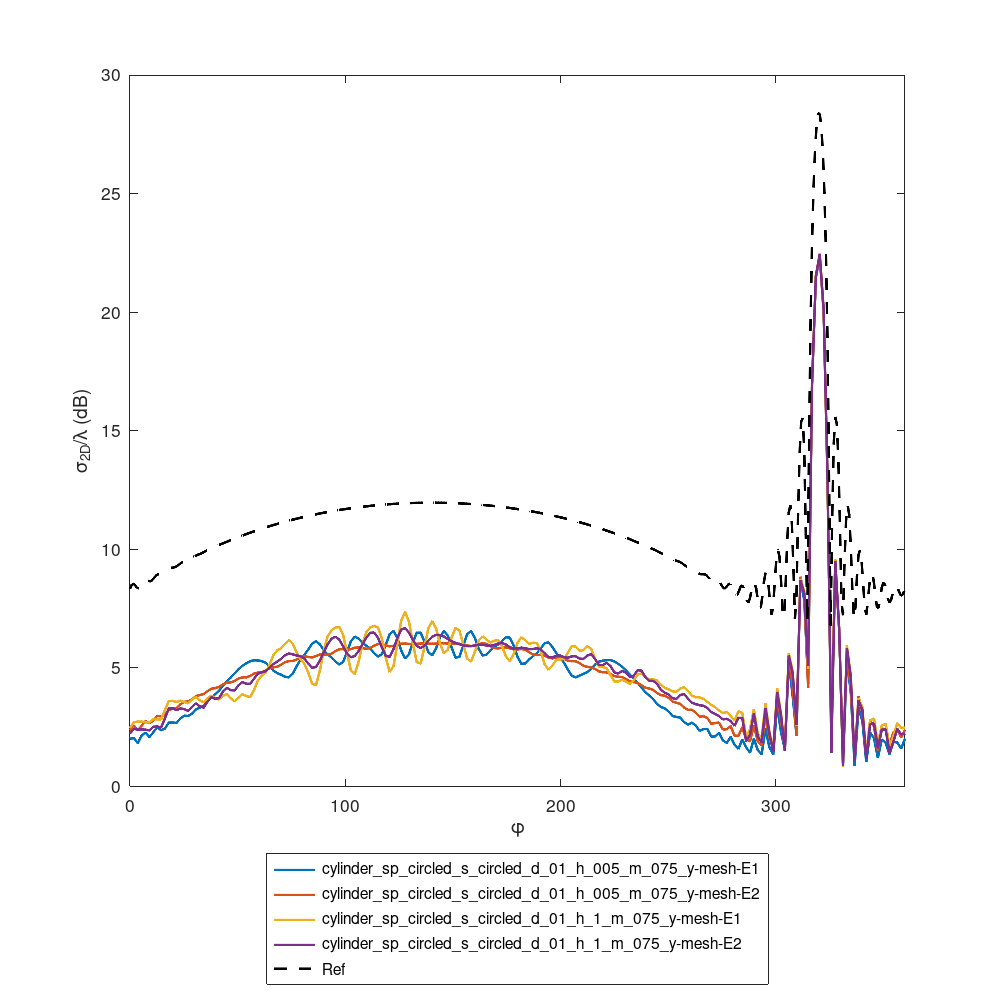 30
25
20
15
10
5
0
σ2D/λ (dB)
0 100 200 300
φ
cylinder_sp_circled_s_circled_d_01_h_005_m_075_y-mesh-E1
cylinder_sp_circled_s_circled_d_01_h_005_m_075_y-mesh-E2
cylinder_sp_circled_s_circled_d_01_h_1_m_075_y-mesh-E1
cylinder_sp_circled_s_circled_d_01_h_1_m_075_y-mesh-E2
Ref